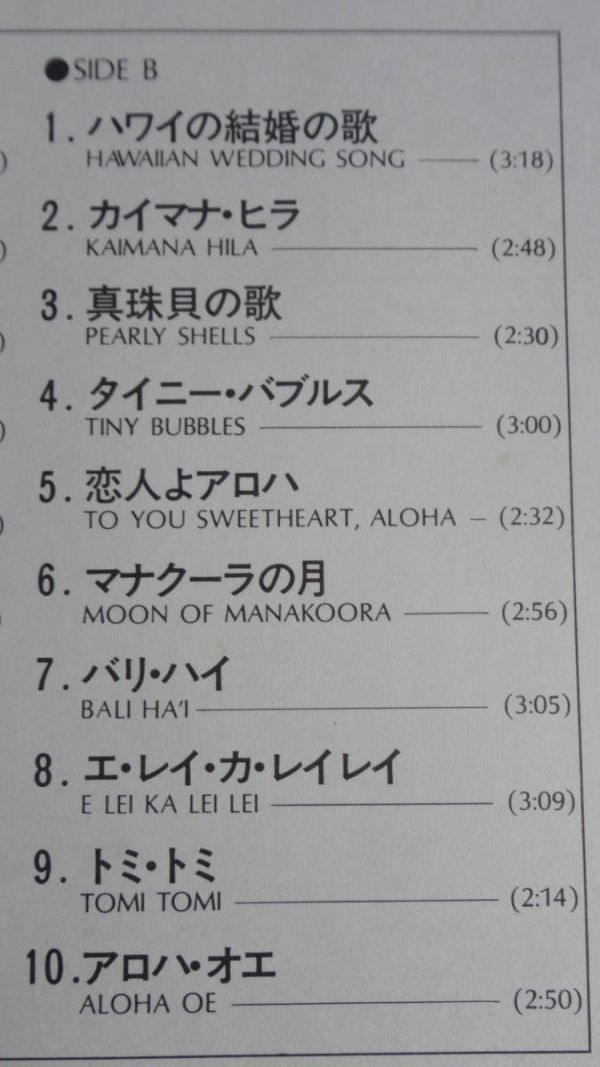 ●SIDE B
1. ハワイの結婚の歌
HAWAIIAN WEDDING SONG (3:18)
2. カイマナ・ヒラ
KAIMANA HILA (2:48)
3. 真珠貝の歌
PEARLY SHELLS (2:30)
4. タイニー・バブルス
TINY BUBBLES (3:00)
5. 恋人よアロハ
TO YOU SWEETHEART, ALOHA (2:32)
6. マナクーラの月
MOON OF MANAKOORA (2:56)
7. バリ・ハイ
BALI HA'I (3:05)
8. エ・レイ・カ・レイレイ
E LEI KA LEI LEI (3:09)
9. トミ・トミ
TOMI TOMI (2:14)
10. アロハ・オエ
ALOHA OE (2:50)